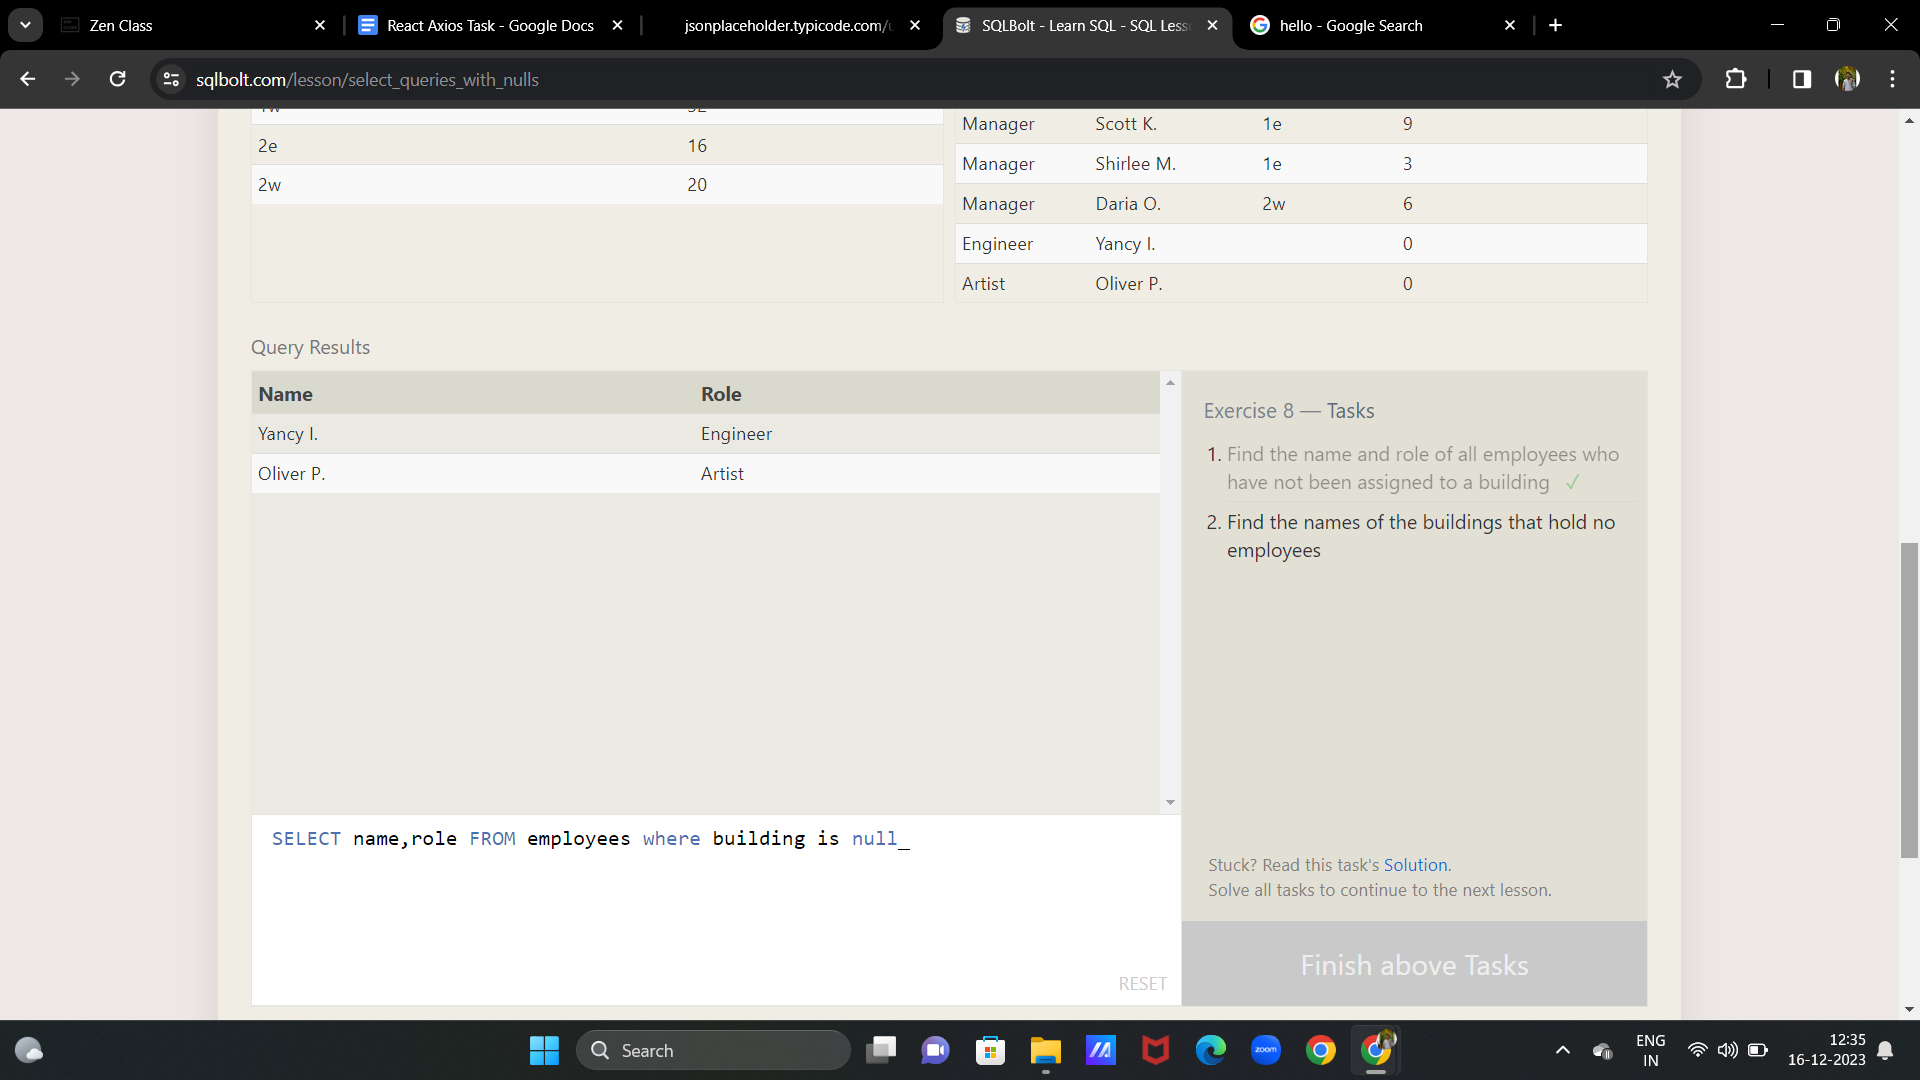 Zen Class
React Axios Task - Google Docs
jsonplaceholder.typicode.com/u
SQLBolt - Learn SQL - SQL Less
hello - Google Search
sqlbolt.com/lesson/select_queries_with_nulls
2e 16
2w 20
Manager Scott K. 1e 9
Manager Shirlee M. 1e 3
Manager Daria O. 2w 6
Engineer Yancy I. 0
Artist Oliver P. 0
Query Results
Name Role
Yancy I. Engineer
Oliver P. Artist
Exercise 8 — Tasks
1. Find the name and role of all employees who
have not been assigned to a building ✓
2. Find the names of the buildings that hold no
employees
SELECT name,role FROM employees where building is null_
RESET
Stuck? Read this task's Solution.
Solve all tasks to continue to the next lesson.
Finish above Tasks
Search
zoom
ENG
IN
12:35
16-12-2023